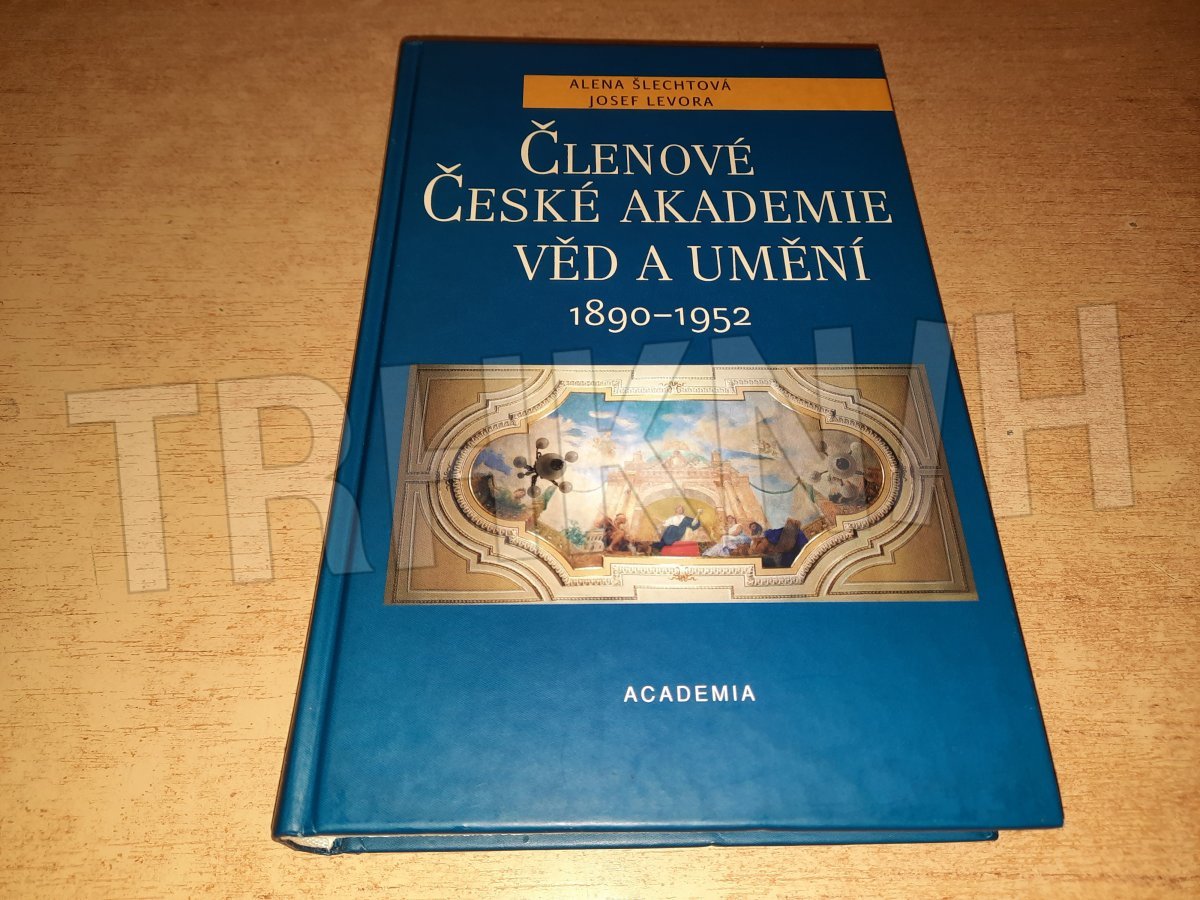 ALENA ŠLECHTOVÁ
JOSEF LEVORA
ČLENOVÉ
ČESKÉ AKADEMIE
VĚD A UMĚNÍ
1890–1952
ACADEMIA